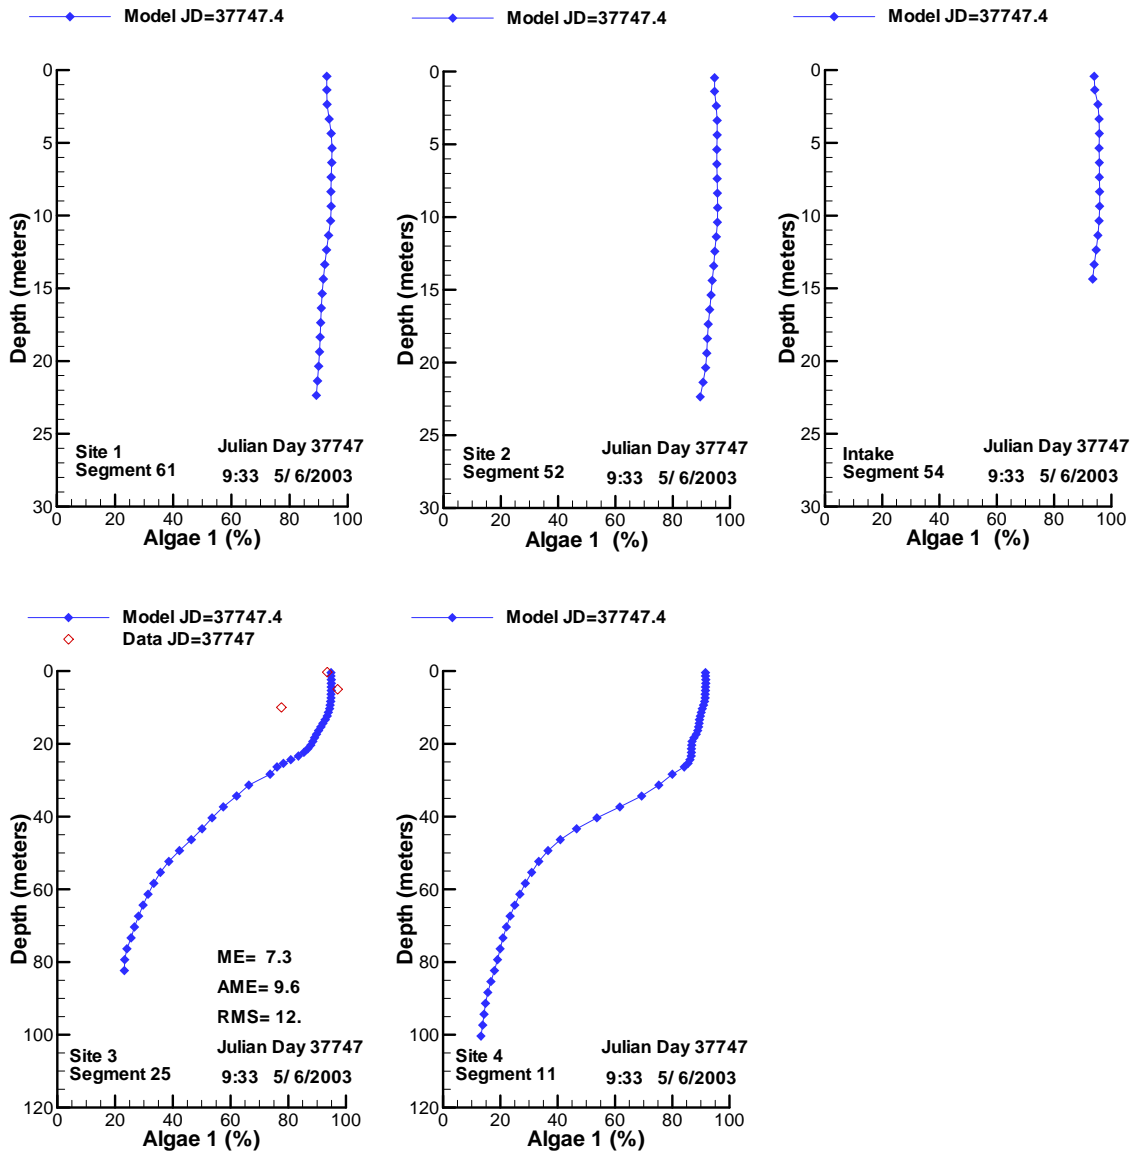 Model JD=37747.4
0
5
10
15
20
25
30
Depth (meters)
Site 1
Segment 61
Julian Day 37747
9:33 5/ 6/2003
0 20 40 60 80 100
Algae 1 (%)
Model JD=37747.4
0
5
10
15
20
25
30
Depth (meters)
Site 2
Segment 52
Julian Day 37747
9:33 5/ 6/2003
0 20 40 60 80 100
Algae 1 (%)
Model JD=37747.4
0
5
10
15
20
25
30
Depth (meters)
Intake
Segment 54
Julian Day 37747
9:33 5/ 6/2003
0 20 40 60 80 100
Algae 1 (%)
Model JD=37747.4
Data JD=37747
0
20
40
60
80
100
120
Depth (meters)
ME= 7.3
AME= 9.6
RMS= 12.
Site 3
Segment 25
Julian Day 37747
9:33 5/ 6/2003
0 20 40 60 80 100
Algae 1 (%)
Model JD=37747.4
0
20
40
60
80
100
120
Depth (meters)
Site 4
Segment 11
Julian Day 37747
9:33 5/ 6/2003
0 20 40 60 80 100
Algae 1 (%)